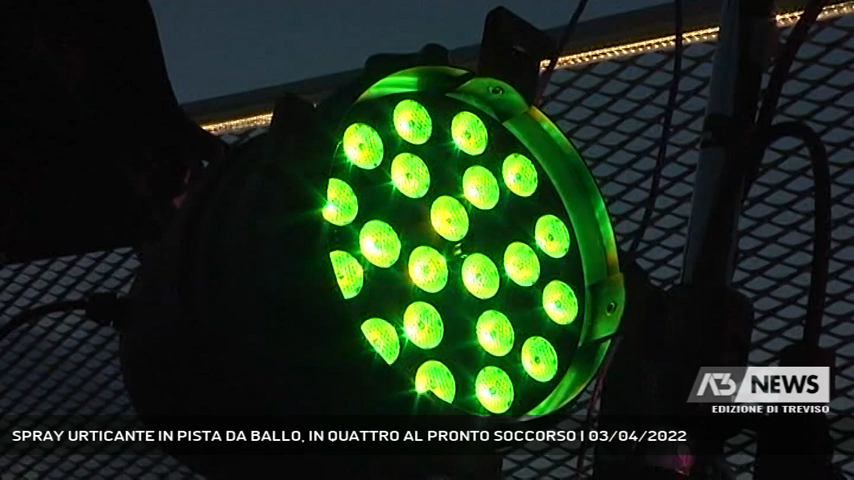 A3 NEWS
EDIZIONE DI TREVISO
SPRAY URTICANTE IN PISTA DA BALLO, IN QUATTRO AL PRONTO SOCCORSO | 03/04/2022